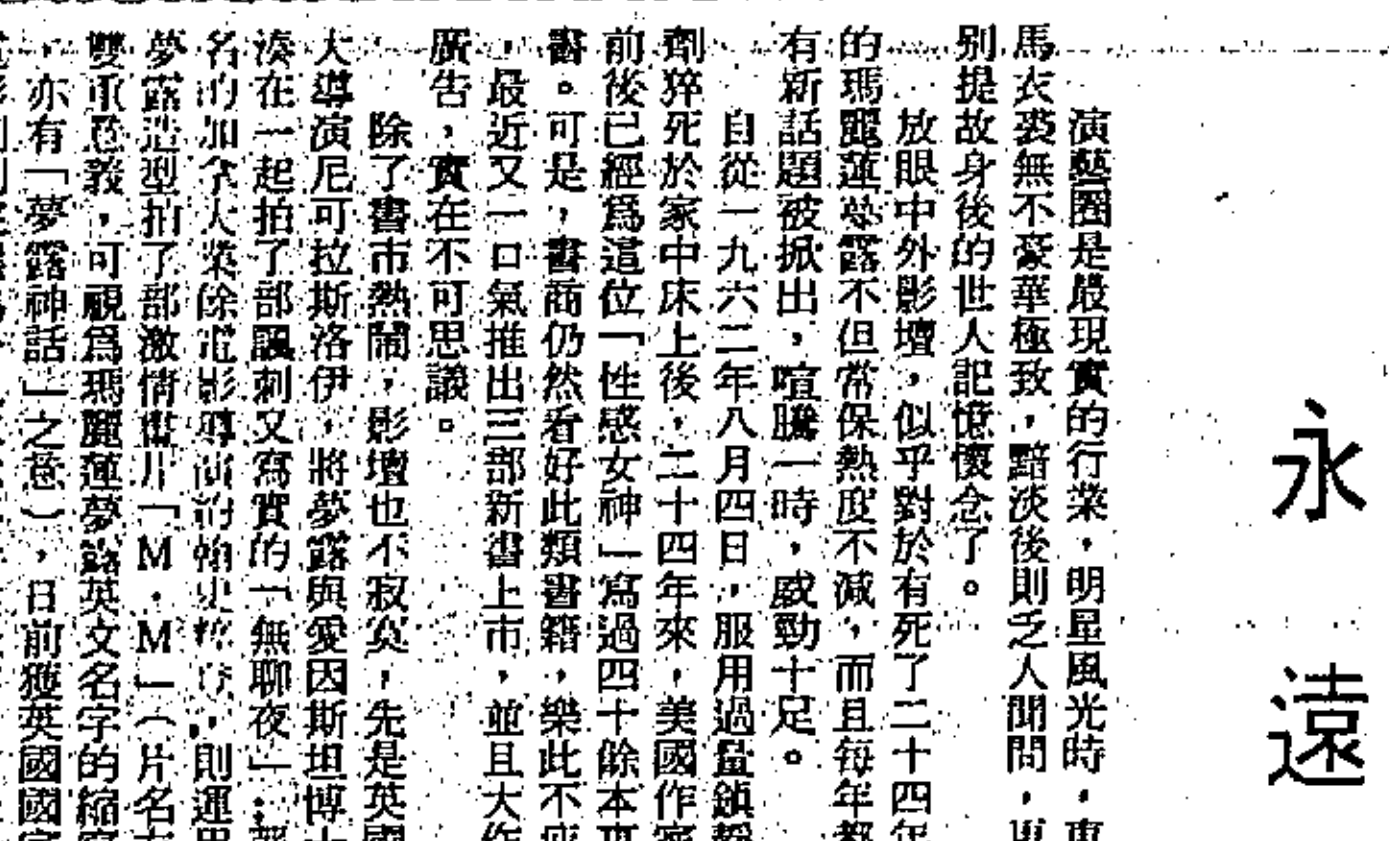 永遠
演藝圈是最現實的行業，明星風光時，車
馬衣裘無不豪華極致，黯淡後則乏人聞問，更
別提故身後的世人記憶懷念了。
放眼中外影壇，似乎對於有死了二十四年
的瑪麗蓮夢露不但常保熱度不減，而且每年都
有新話題被掀出，喧騰一時，威勁十足。
自從一九六二年八月四日，服用過量鎮靜
劑猝死於家中床上後，二十四年來，美國作家
前後已經爲這位「性感女神」寫過四十餘本專
書。可是，書商仍然看好此類書籍，樂此不疲
，最近又一口氣推出三部新書上市，並且大作
廣告，實在不可思議。
除了書市熱鬧，影壇也不寂寞，先是英國
大導演尼可拉斯洛伊，將夢露與愛因斯坦博士
湊在一起拍了部諷刺又寫實的「無聊夜」；
名的加拿大業餘電影導演，則運用
夢露造型拍了部激情「M．M」（片名
雙重意義，可視爲瑪麗蓮夢露英文名字的縮寫
，亦有「夢露神話」之意），日前獲英國國家